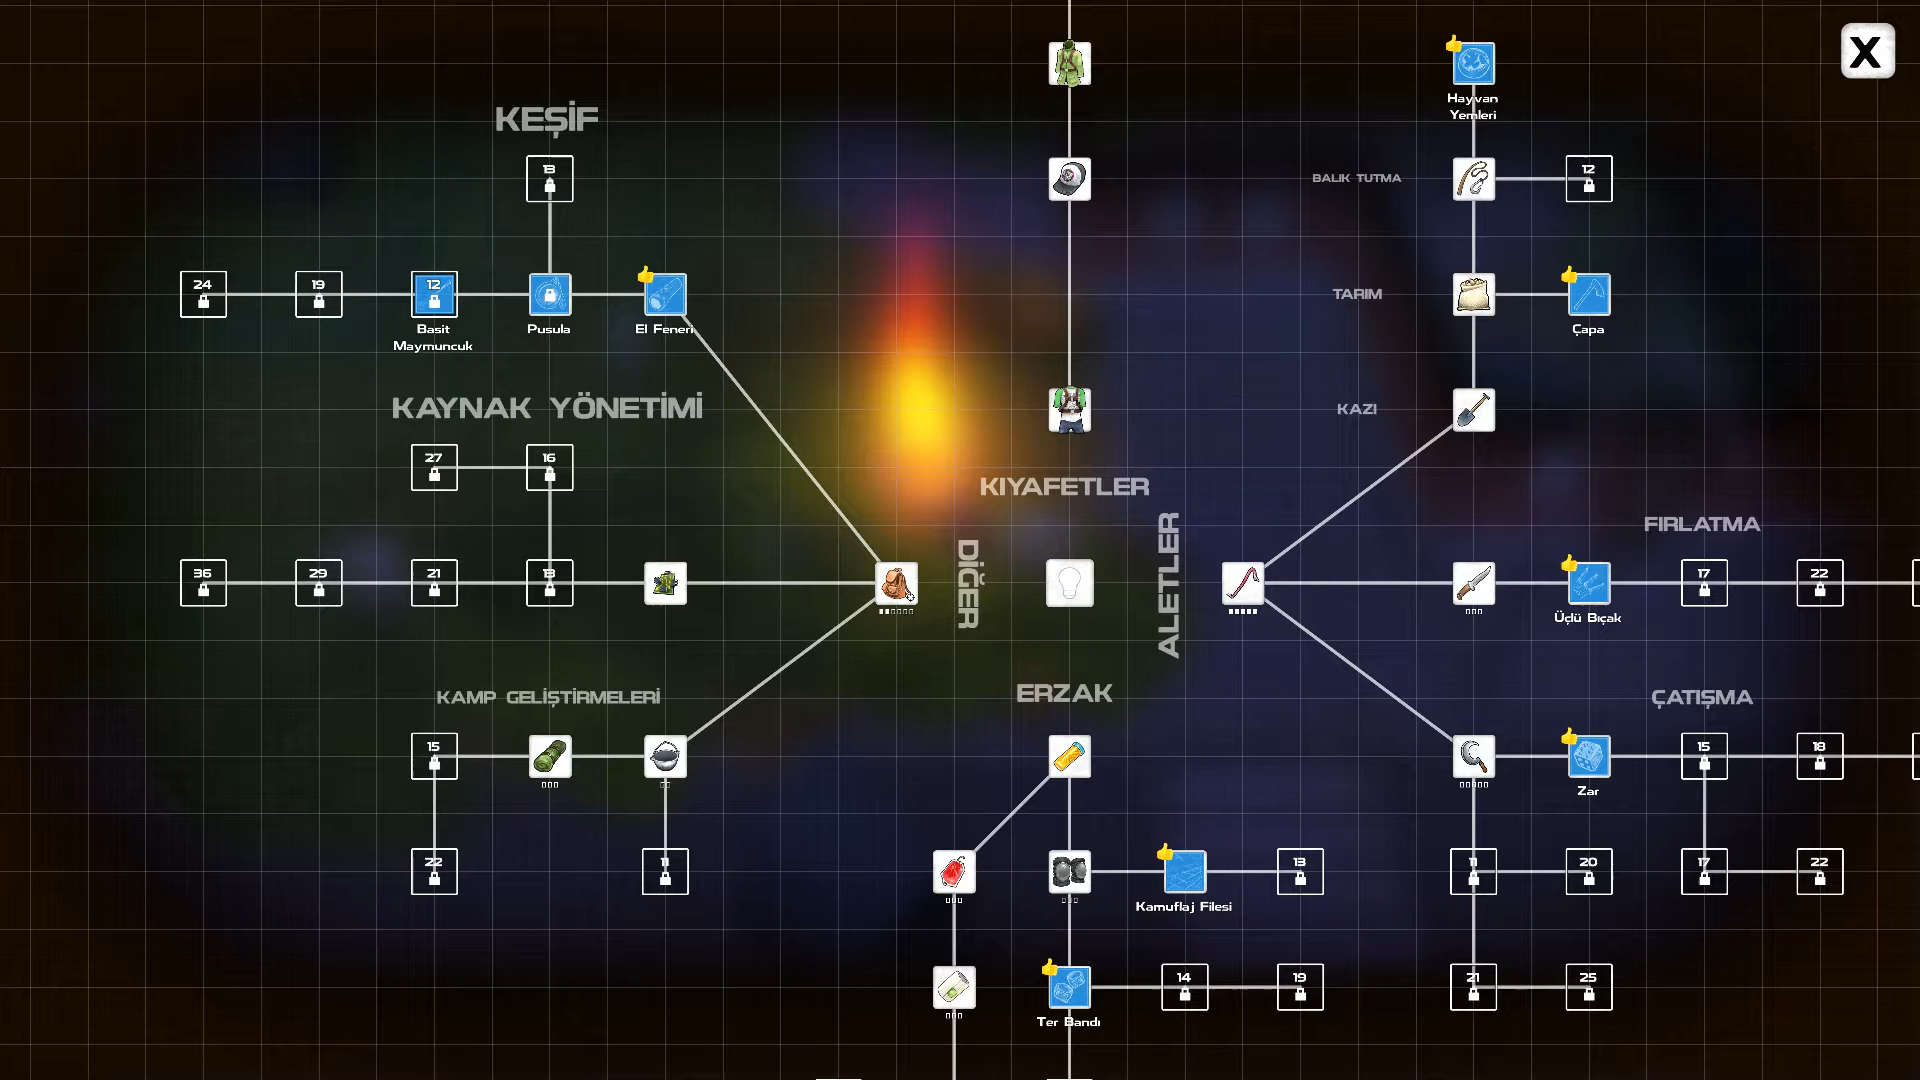 X
Hayvan
Yemleri
KEŞİF
13
BALIK TUTMA
12
24
19
12
Basit
Maymuncuk
Pusula
El Feneri
TARIM
Çapa
KAYNAK YÖNETİMİ
KAZI
27
16
KIYAFETLER
FIRLATMA
36
29
21
13
DİĞER
ALETLER
Üçlü Bıçak
17
22
KAMP GELİŞTİRMELERİ
ERZAK
ÇATIŞMA
15
Zar
15
18
22
11
Kamuflaj Filesi
13
11
20
17
22
Ter Bandı
14
19
21
25